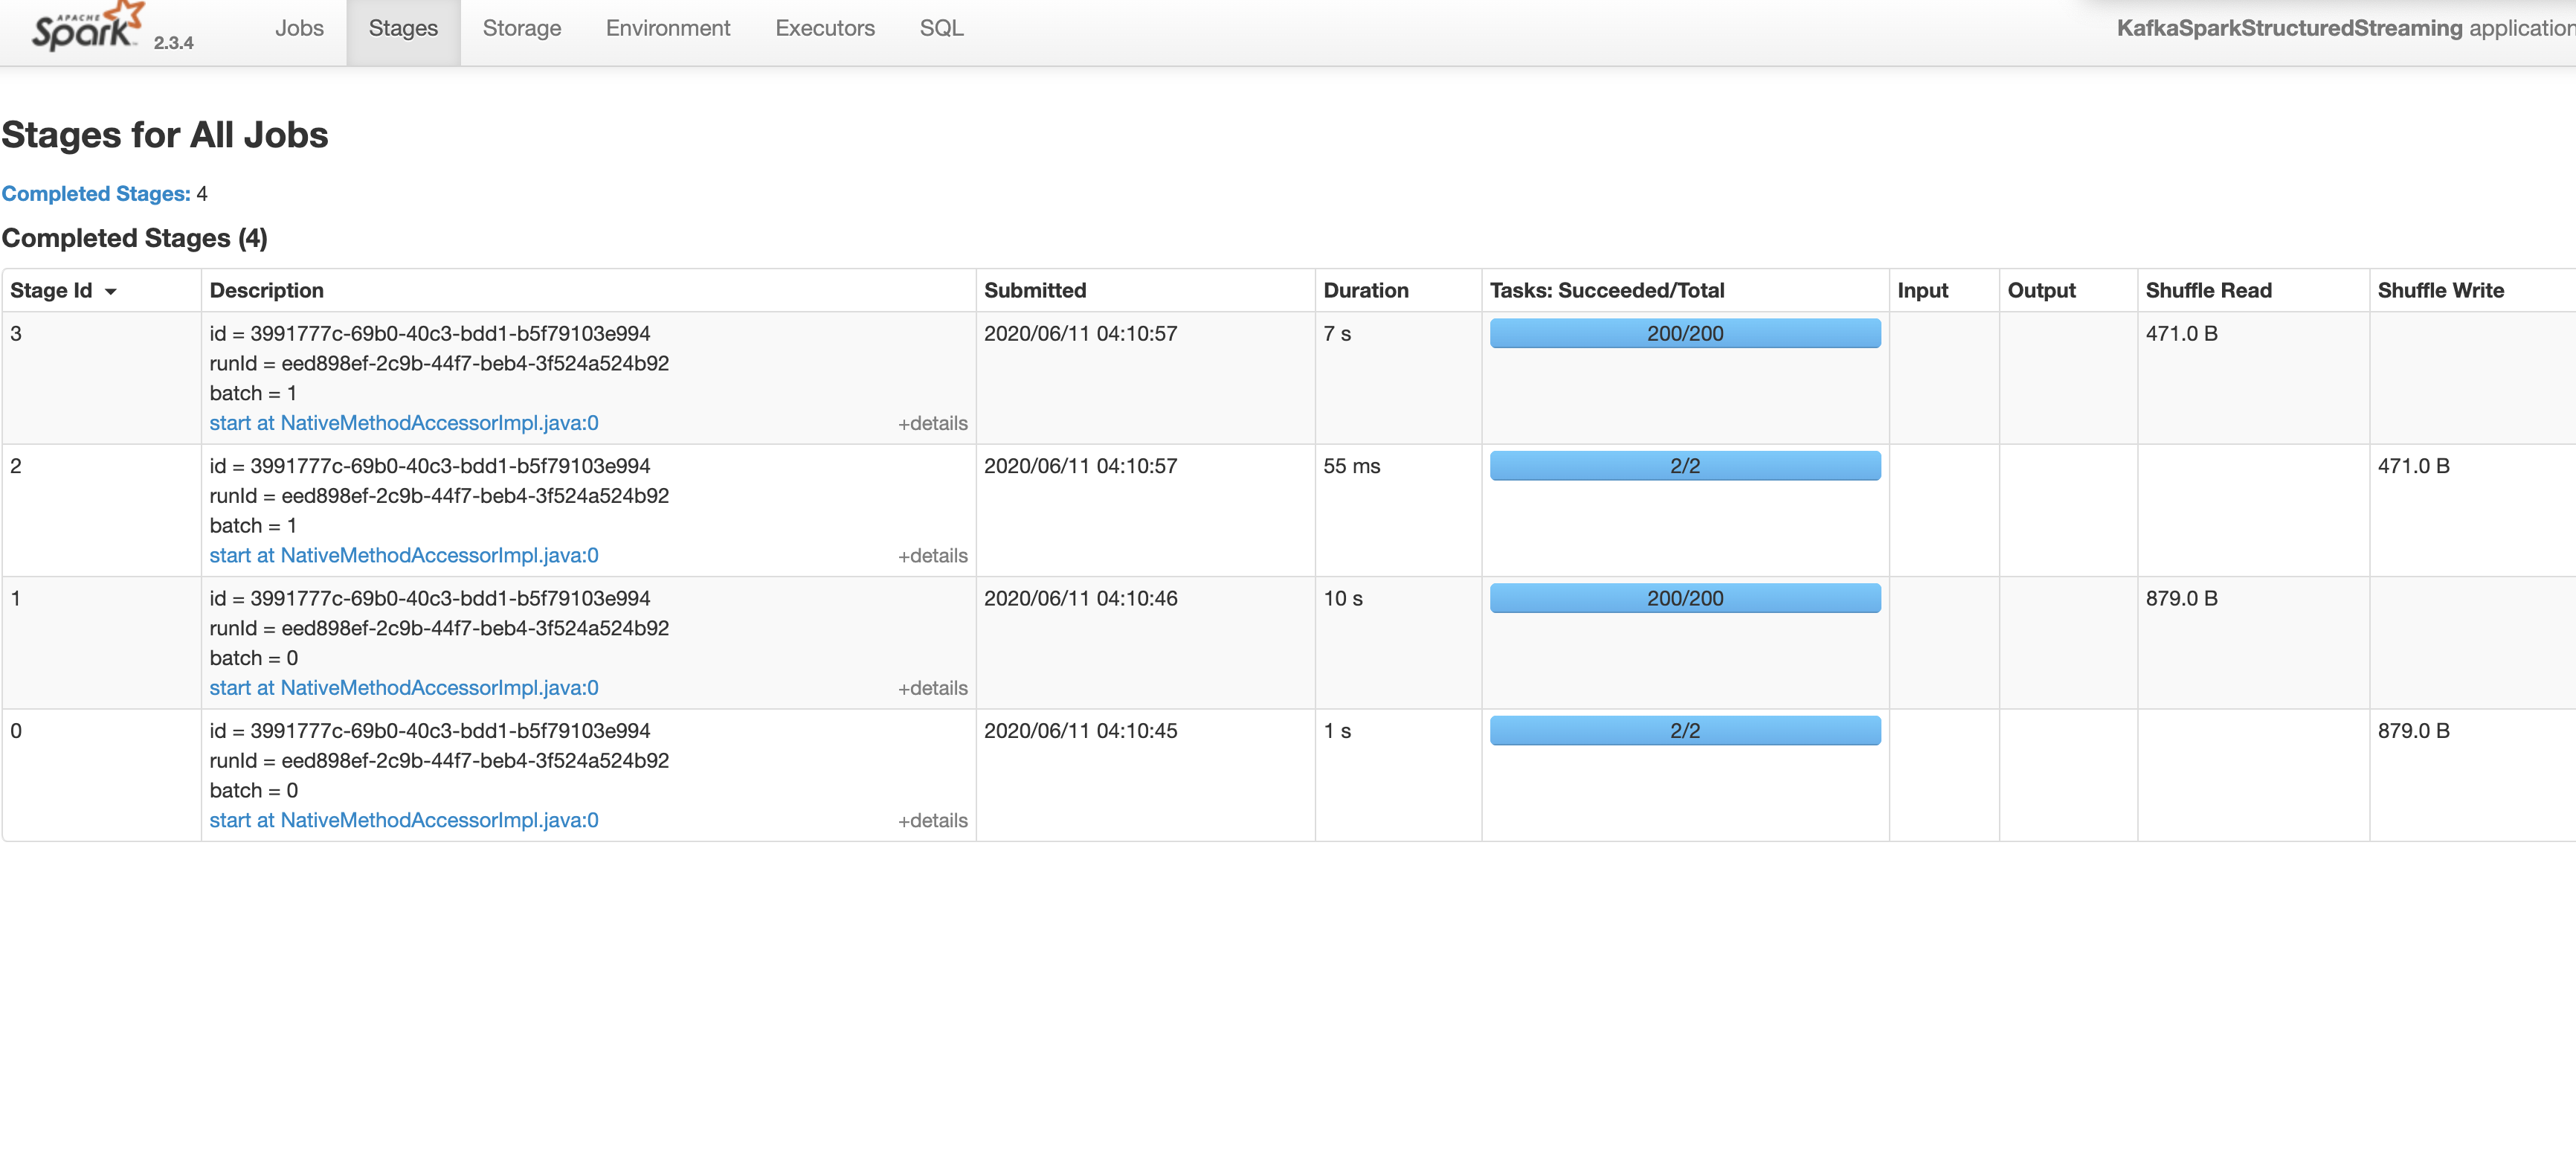 APACHE
Spark 2.3.4 Jobs Stages Storage Environment Executors SQL KafkaSparkStructuredStreaming application
Stages for All Jobs
Completed Stages: 4
Completed Stages (4)
Stage Id Description Submitted Duration Tasks: Succeeded/Total Input Output Shuffle Read Shuffle Write
3 id = 3991777c-69b0-40c3-bdd1-b5f79103e994 2020/06/11 04:10:57 7 s 200/200 471.0 B
runId = eed898ef-2c9b-44f7-beb4-3f524a524b92
batch = 1
start at NativeMethodAccessorImpl.java:0 +details
2 id = 3991777c-69b0-40c3-bdd1-b5f79103e994 2020/06/11 04:10:57 55 ms 2/2 471.0 B
runId = eed898ef-2c9b-44f7-beb4-3f524a524b92
batch = 1
start at NativeMethodAccessorImpl.java:0 +details
1 id = 3991777c-69b0-40c3-bdd1-b5f79103e994 2020/06/11 04:10:46 10 s 200/200 879.0 B
runId = eed898ef-2c9b-44f7-beb4-3f524a524b92
batch = 0
start at NativeMethodAccessorImpl.java:0 +details
0 id = 3991777c-69b0-40c3-bdd1-b5f79103e994 2020/06/11 04:10:45 1 s 2/2 879.0 B
runId = eed898ef-2c9b-44f7-beb4-3f524a524b92
batch = 0
start at NativeMethodAccessorImpl.java:0 +details